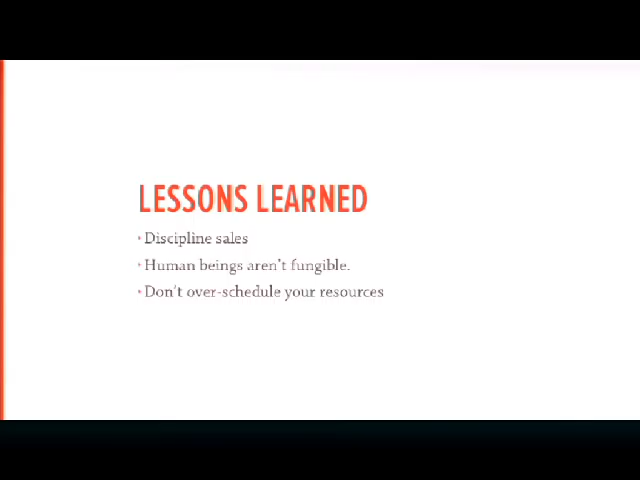 LESSONS LEARNED
• Discipline sales
• Human beings aren't fungible.
• Don't over-schedule your resources